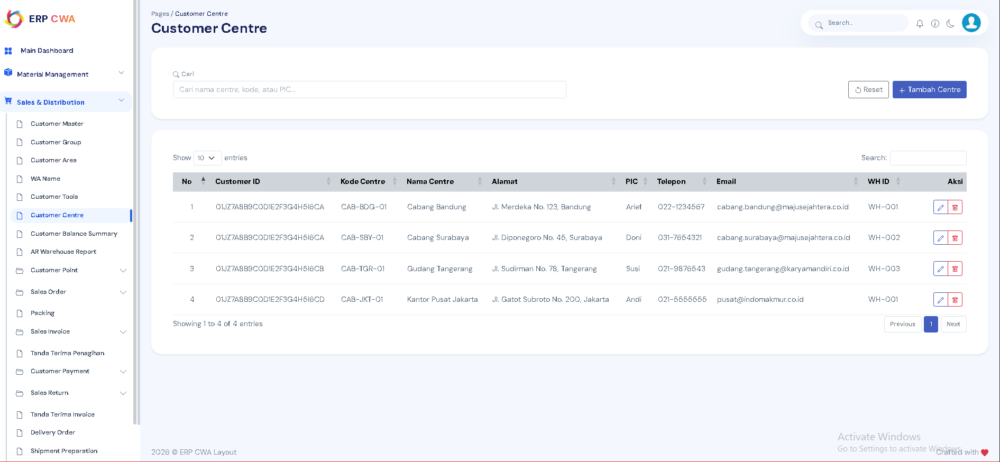 ERP CWA
Main Dashboard
Material Management
Sales & Distribution
Customer Master
Customer Group
Customer Area
WA Name
Customer Tools
Customer Centre
Customer Balance Summary
AR Warehouse Report
Customer Point
Sales Order
Packing
Sales Invoice
Tanda Terima Penagihan
Customer Payment
Sales Return
Tanda Terima Invoice
Delivery Order
Shipment Preparation
Pages / Customer Centre
Customer Centre
Search...
Cari
Cari nama centre, kode, atau PIC...
Reset
+ Tambah Centre
Show 10 entries
Search:
No Customer ID Kode Centre Nama Centre Alamat PIC Telepon Email WH ID Aksi
1 01JZ7A8B9C0D1E2F3G4H5I6CA CAB-BDG-01 Cabang Bandung Jl. Merdeka No. 123, Bandung Arief 022-1234567 cabang.bandung@majusejahtera.co.id WH-001
2 01JZ7A8B9C0D1E2F3G4H5I6CA CAB-SBY-01 Cabang Surabaya Jl. Diponegoro No. 45, Surabaya Doni 031-7654321 cabang.surabaya@majusejahtera.co.id WH-002
3 01JZ7A8B9C0D1E2F3G4H5I6CB CAB-TGR-01 Gudang Tangerang Jl. Sudirman No. 78, Tangerang Susi 021-9876543 gudang.tangerang@karyamandiri.co.id WH-003
4 01JZ7A8B9C0D1E2F3G4H5I6CD CAB-JKT-01 Kantor Pusat Jakarta Jl. Gatot Subroto No. 200, Jakarta Andi 021-5555555 pusat@indomakmur.co.id WH-001
Showing 1 to 4 of 4 entries
Previous 1 Next
Activate Windows
Go to Settings to activate Windows.
2026 © ERP CWA Layout
Crafted with